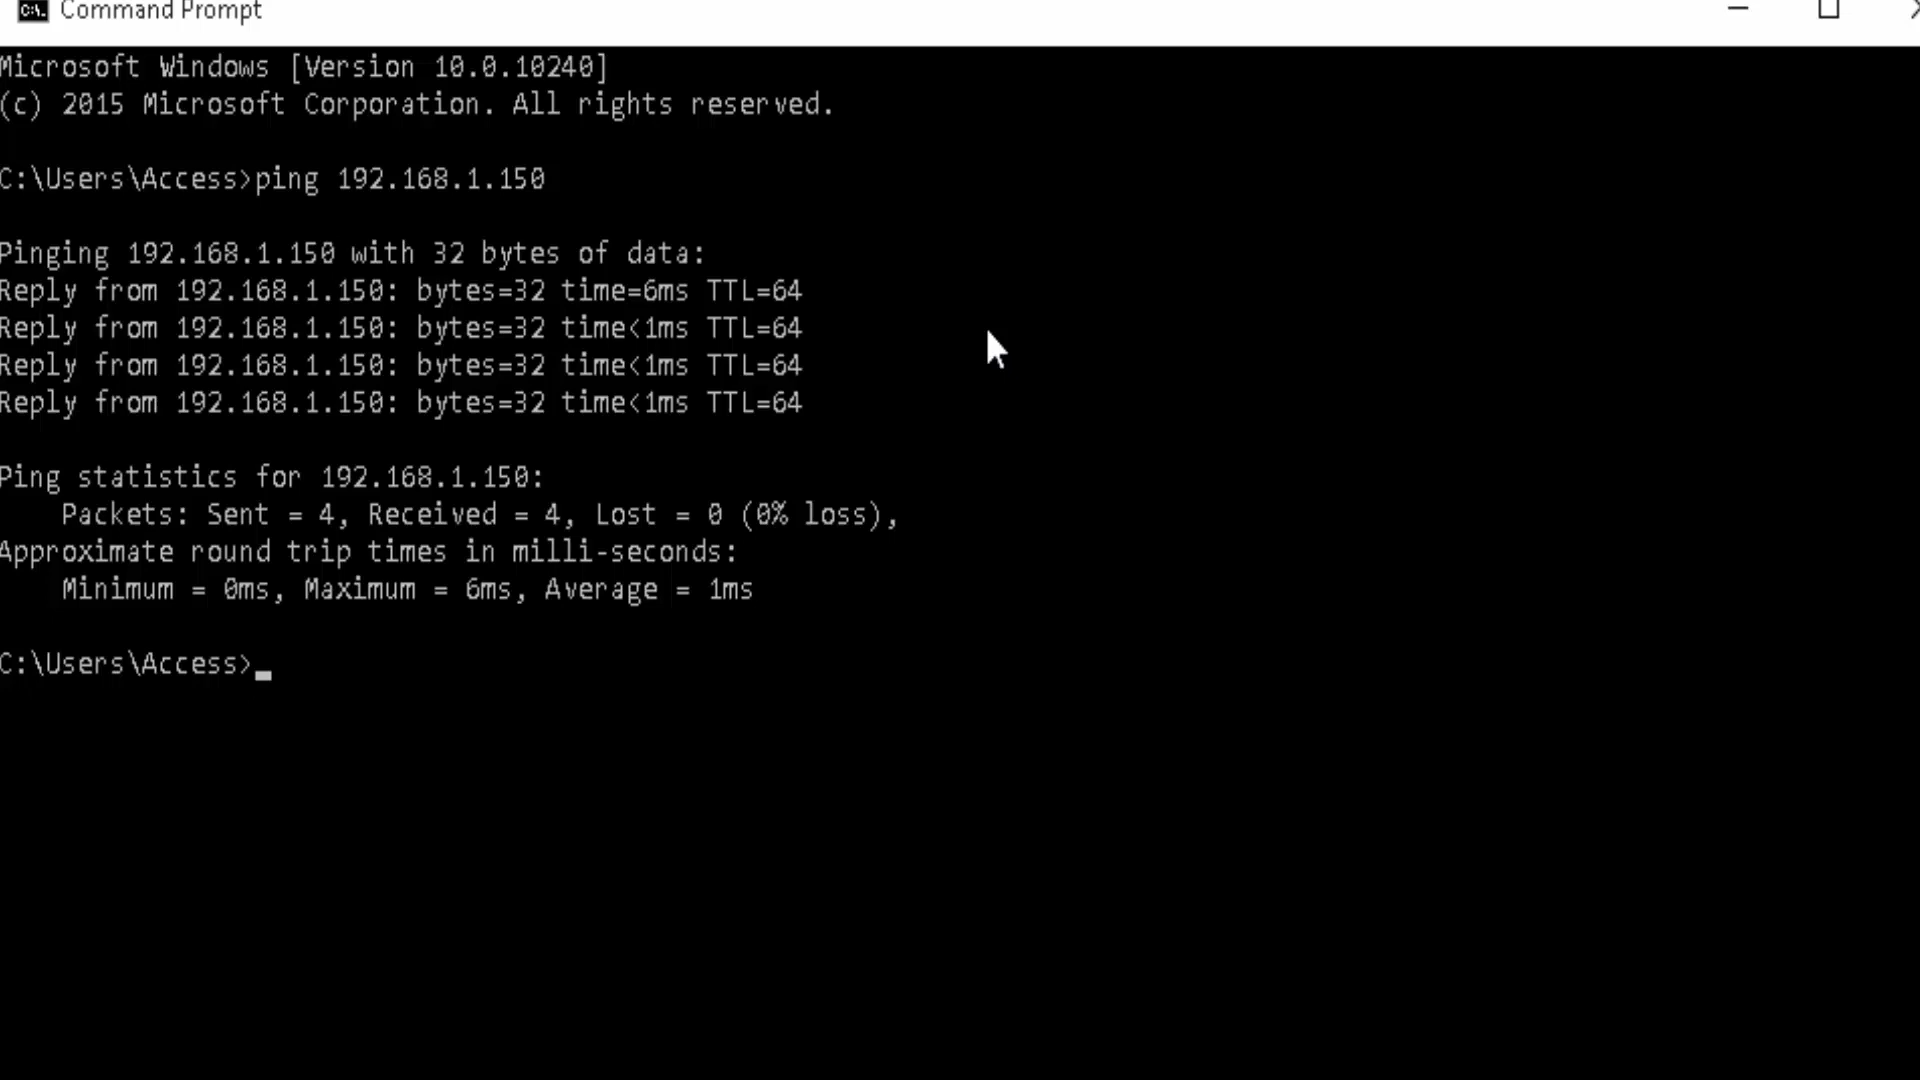 Command Prompt
Microsoft Windows [Version 10.0.10240]
(c) 2015 Microsoft Corporation. All rights reserved.
C:\Users\Access>ping 192.168.1.150
Pinging 192.168.1.150 with 32 bytes of data:
Reply from 192.168.1.150: bytes=32 time=6ms TTL=64
Reply from 192.168.1.150: bytes=32 time<1ms TTL=64
Reply from 192.168.1.150: bytes=32 time<1ms TTL=64
Reply from 192.168.1.150: bytes=32 time<1ms TTL=64
Ping statistics for 192.168.1.150:
    Packets: Sent = 4, Received = 4, Lost = 0 (0% loss),
Approximate round trip times in milli-seconds:
    Minimum = 0ms, Maximum = 6ms, Average = 1ms
C:\Users\Access>